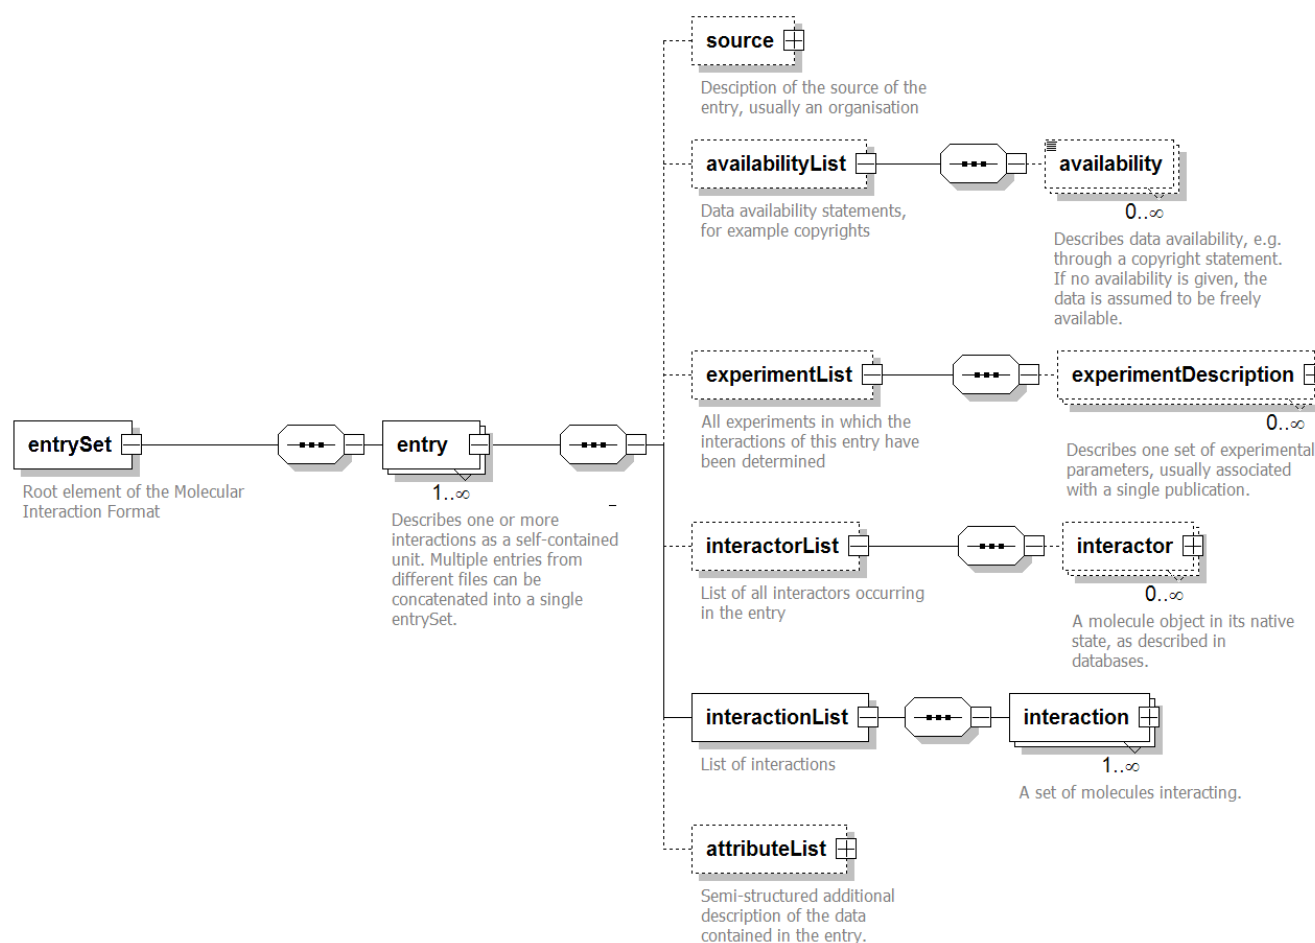 source
Desciption of the source of the
entry, usually an organisation
availabilityList
Data availability statements,
for example copyrights
availability
0..∞
Describes data availability, e.g.
through a copyright statement.
If no availability is given, the
data is assumed to be freely
available.
experimentList
All experiments in which the
interactions of this entry have
been determined
experimentDescription
0..∞
Describes one set of experimental
parameters, usually associated
with a single publication.
entrySet
Root element of the Molecular
Interaction Format
entry
1..∞
Describes one or more
interactions as a self-contained
unit. Multiple entries from
different files can be
concatenated into a single
entrySet.
interactorList
List of all interactors occurring
in the entry
interactor
0..∞
A molecule object in its native
state, as described in
databases.
interactionList
List of interactions
interaction
1..∞
A set of molecules interacting.
attributeList
Semi-structured additional
description of the data
contained in the entry.